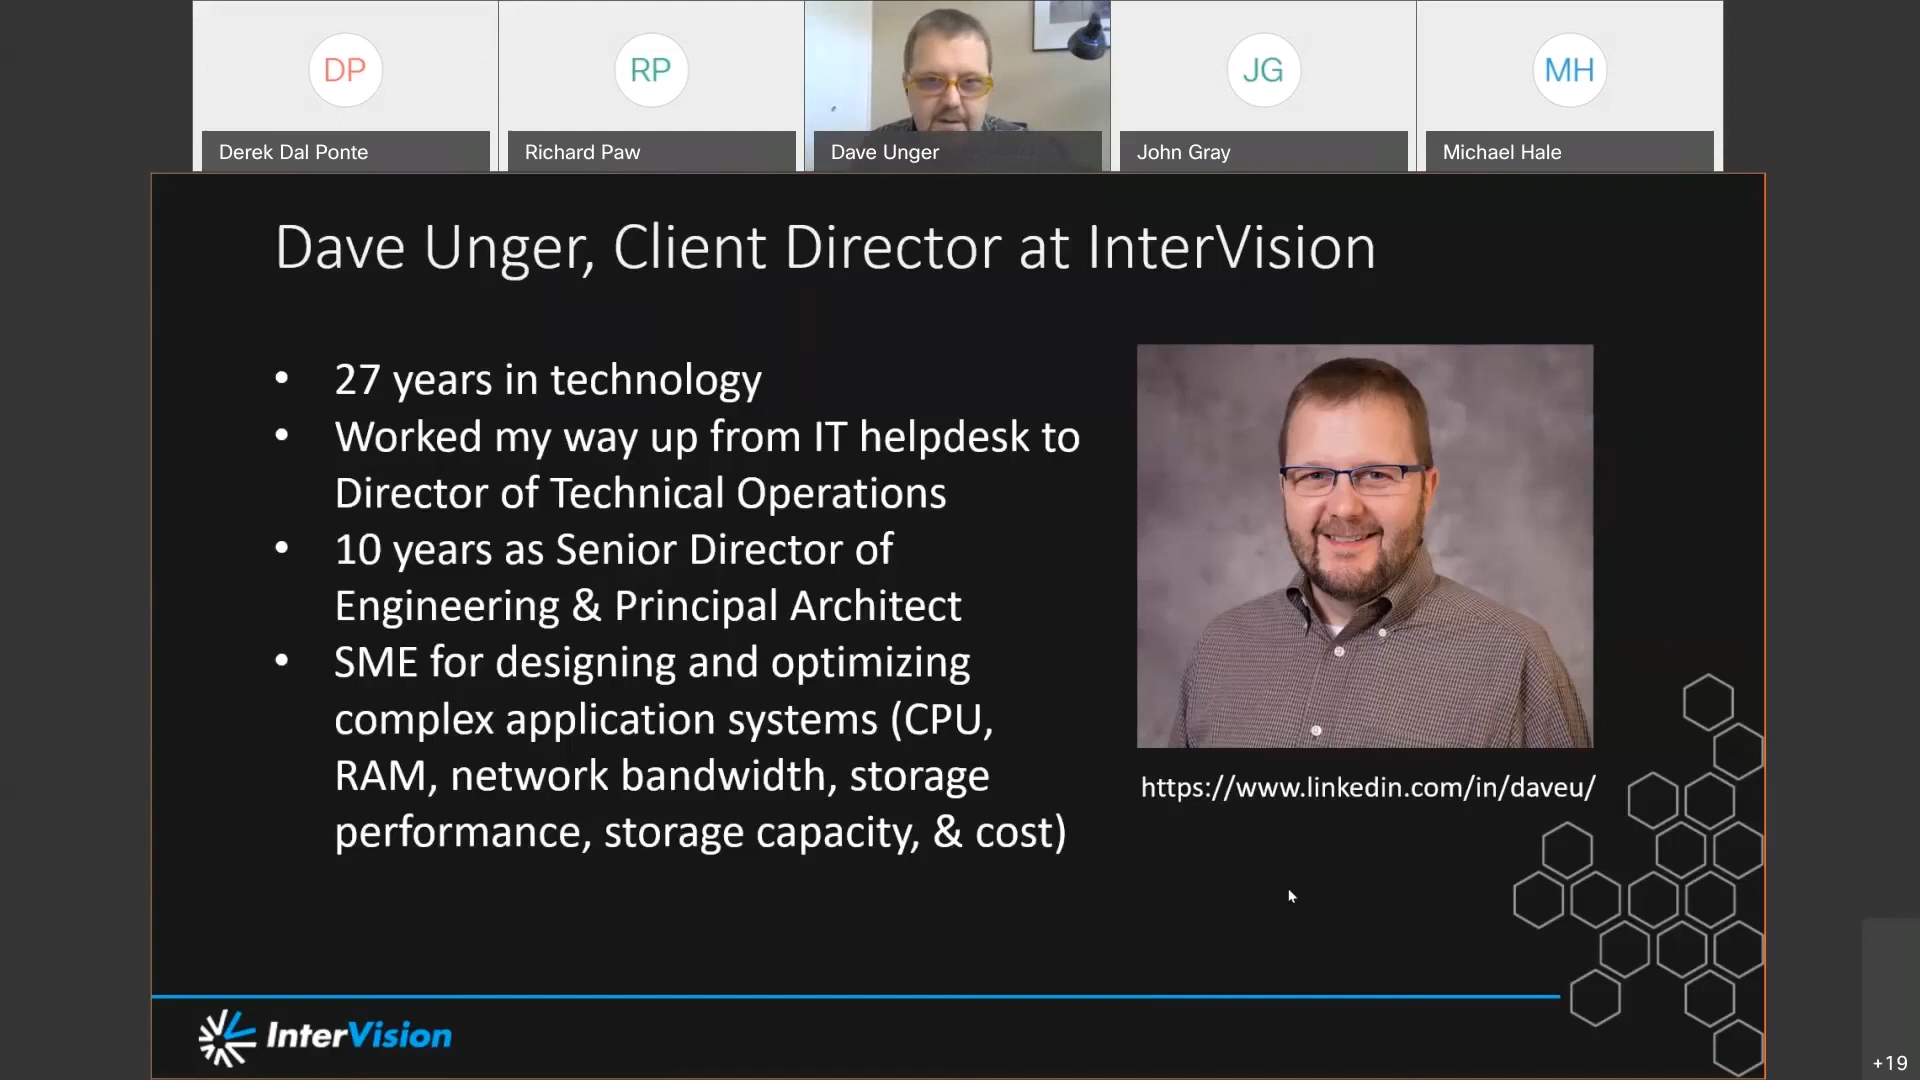 DP
RP
JG
MH
Derek Dal Ponte
Richard Paw
Dave Unger
John Gray
Michael Hale
Dave Unger, Client Director at InterVision
• 27 years in technology
• Worked my way up from IT helpdesk to
Director of Technical Operations
• 10 years as Senior Director of
Engineering & Principal Architect
• SME for designing and optimizing
complex application systems (CPU,
RAM, network bandwidth, storage
performance, storage capacity, & cost)
https://www.linkedin.com/in/daveu/
InterVision
+19